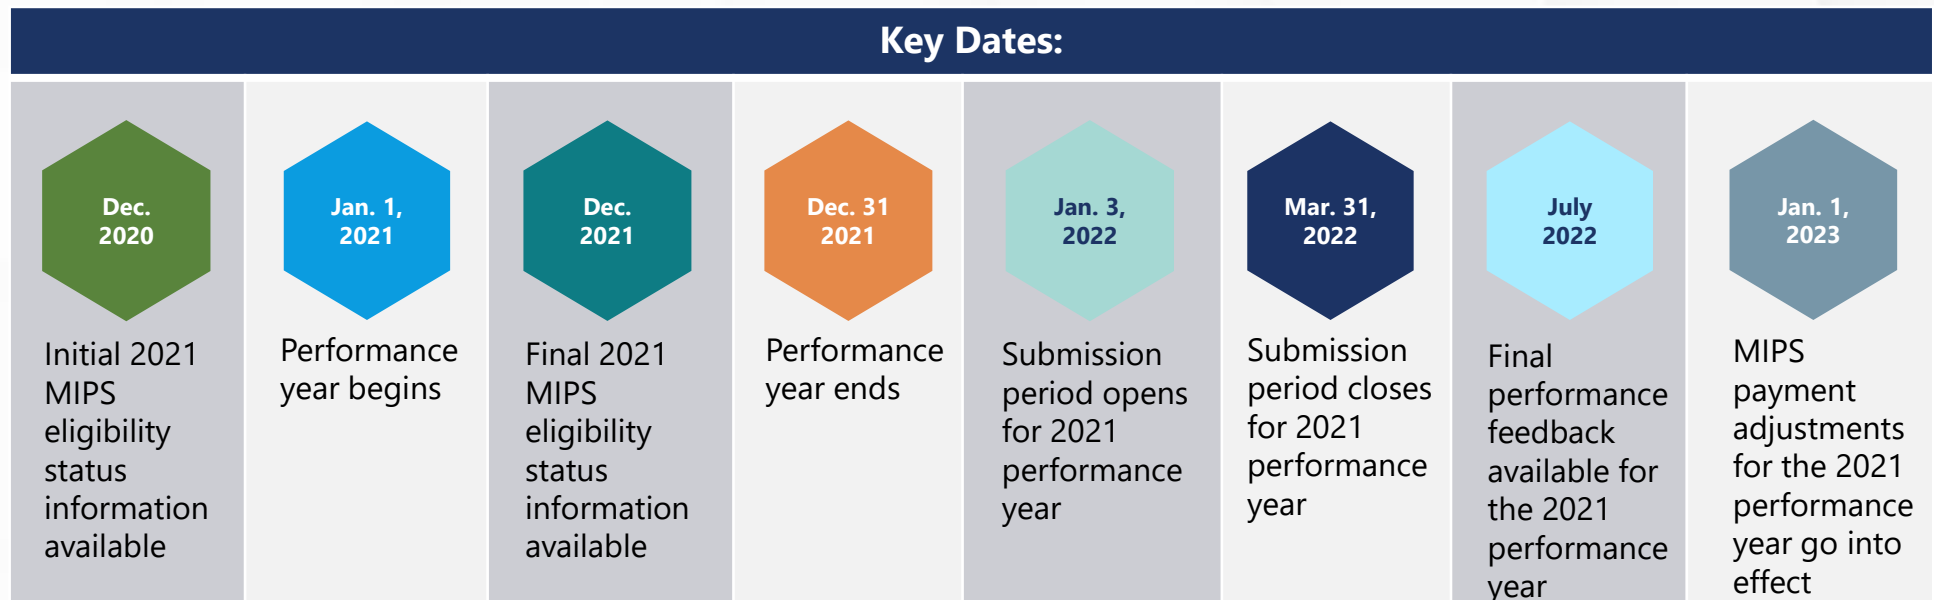 Key Dates:
Dec.
2020
Initial 2021
MIPS
eligibility
status
information
available
Jan. 1,
2021
Performance
year begins
Dec.
2021
Final 2021
MIPS
eligibility
status
information
available
Dec. 31
2021
Performance
year ends
Jan. 3,
2022
Submission
period opens
for 2021
performance
year
Mar. 31,
2022
Submission
period closes
for 2021
performance
year
July
2022
Final
performance
feedback
available for
the 2021
performance
year
Jan. 1,
2023
MIPS
payment
adjustments
for the 2021
performance
year go into
effect